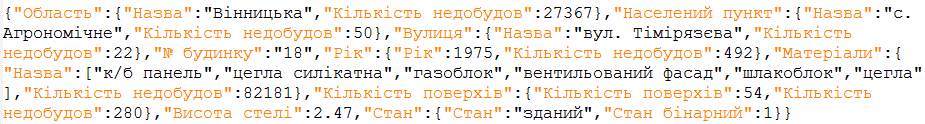 {"Область":{"Назва":"Вінницька","Кількість недобудов":27367},"Населений пункт":{"Назва":"с.
Агрономічне","Кількість недобудов":50},"Вулиця":{"Назва":"вул. Тімірязєва","Кількість
недобудов":22},"№ будинку":"18","Рік":{"Рік":1975,"Кількість недобудов":492},"Матеріали":{
"Назва":["к/б панель","цегла силікатна","газоблок","вентильований фасад","шлакоблок","цегла"
],"Кількість недобудов":82181},"Кількість поверхів":{"Кількість поверхів":54,"Кількість
недобудов":280},"Висота стелі":2.47,"Стан":{"Стан":"зданий","Стан бінарний":1}}